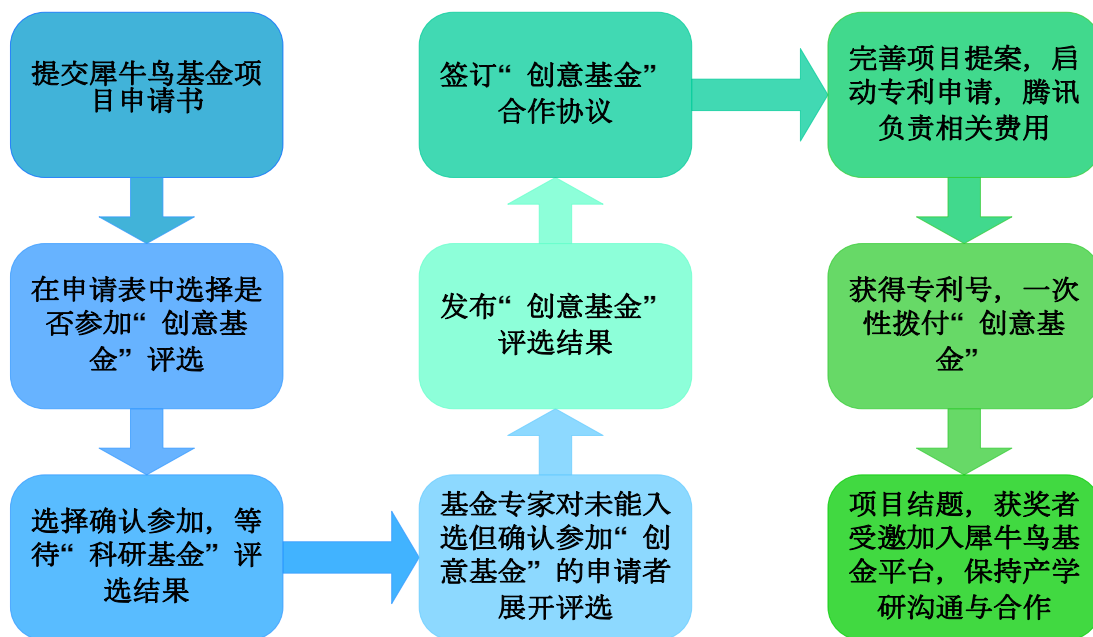 提交犀牛鸟基金项
目申请书
在申请表中选择是
否参加“ 创意基
金” 评选
选择确认参加，等
待“ 科研基金” 评
选结果
基金专家对未能入
选但确认参加“ 创
意基金” 的申请者
展开评选
发布“ 创意基金”
评选结果
签订“ 创意基金”
合作协议
完善项目提案，启
动专利申请，腾讯
负责相关费用
获得专利号，一次
性拨付“ 创意基
金”
项目结题，获奖者
受邀加入犀牛鸟基
金平台，保持产学
研沟通与合作